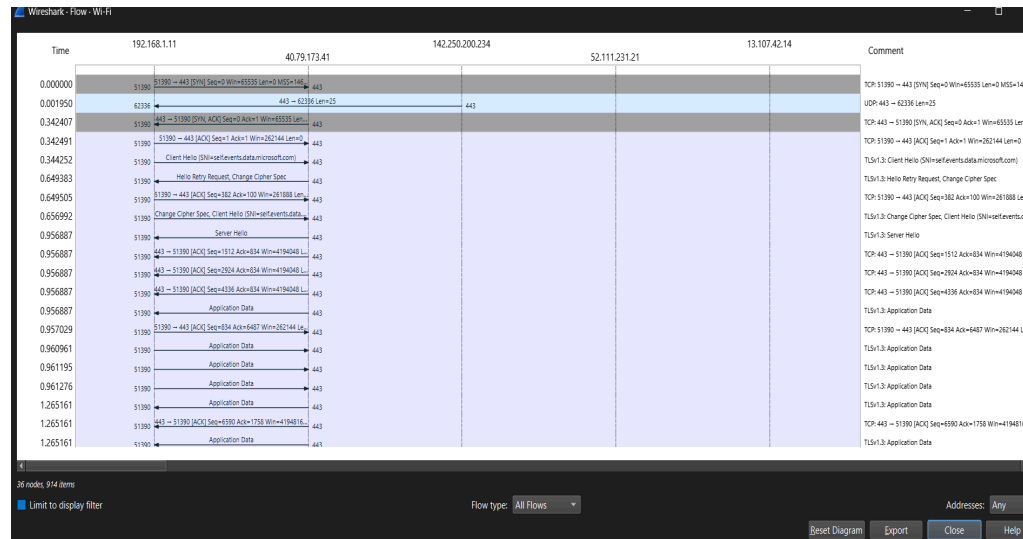 Wireshark · Flow · Wi-Fi
Time 192.168.1.11 40.79.173.41 142.250.200.234 52.111.231.21 13.107.42.14 Comment
0.000000 51390 51390 → 443 [SYN] Seq=0 Win=65535 Len=0 MSS=146... 443 TCP: 51390 → 443 [SYN] Seq=0 Win=65535 Len=0 MSS=14
0.001950 62336 443 → 62336 Len=25 443 UDP: 443 → 62336 Len=25
0.342407 51390 443 → 51390 [SYN, ACK] Seq=0 Ack=1 Win=65535 Len... 443 TCP: 443 → 51390 [SYN, ACK] Seq=0 Ack=1 Win=65535 Len
0.342491 51390 51390 → 443 [ACK] Seq=1 Ack=1 Win=262144 Len=0 443 TCP: 51390 → 443 [ACK] Seq=1 Ack=1 Win=262144 Len=0
0.344252 51390 Client Hello (SNI=self.events.data.microsoft.com) 443 TLSv1.3: Client Hello (SNI=self.events.data.microsoft.com)
0.649383 51390 Hello Retry Request, Change Cipher Spec 443 TLSv1.3: Hello Retry Request, Change Cipher Spec
0.649505 51390 51390 → 443 [ACK] Seq=382 Ack=100 Win=261888 Len... 443 TCP: 51390 → 443 [ACK] Seq=382 Ack=100 Win=261888 Le
0.656992 51390 Change Cipher Spec, Client Hello (SNI=self.events.data... 443 TLSv1.3: Change Cipher Spec, Client Hello (SNI=self.events.d
0.956887 51390 Server Hello 443 TLSv1.3: Server Hello
0.956887 51390 443 → 51390 [ACK] Seq=1512 Ack=834 Win=4194048 L... 443 TCP: 443 → 51390 [ACK] Seq=1512 Ack=834 Win=4194048
0.956887 51390 443 → 51390 [ACK] Seq=2924 Ack=834 Win=4194048 L... 443 TCP: 443 → 51390 [ACK] Seq=2924 Ack=834 Win=4194048
0.956887 51390 443 → 51390 [ACK] Seq=4336 Ack=834 Win=4194048 L... 443 TCP: 443 → 51390 [ACK] Seq=4336 Ack=834 Win=4194048
0.956887 51390 Application Data 443 TLSv1.3: Application Data
0.957029 51390 51390 → 443 [ACK] Seq=834 Ack=6487 Win=262144 Le... 443 TCP: 51390 → 443 [ACK] Seq=834 Ack=6487 Win=262144 L
0.960961 51390 Application Data 443 TLSv1.3: Application Data
0.961195 51390 Application Data 443 TLSv1.3: Application Data
0.961276 51390 Application Data 443 TLSv1.3: Application Data
1.265161 51390 Application Data 443 TLSv1.3: Application Data
1.265161 51390 443 → 51390 [ACK] Seq=6590 Ack=1758 Win=4194816... 443 TCP: 443 → 51390 [ACK] Seq=6590 Ack=1758 Win=419481
1.265161 51390 Application Data 443 TLSv1.3: Application Data
36 nodes, 914 items
Limit to display filter Flow type: All Flows Addresses: Any
Reset Diagram Export Close Help